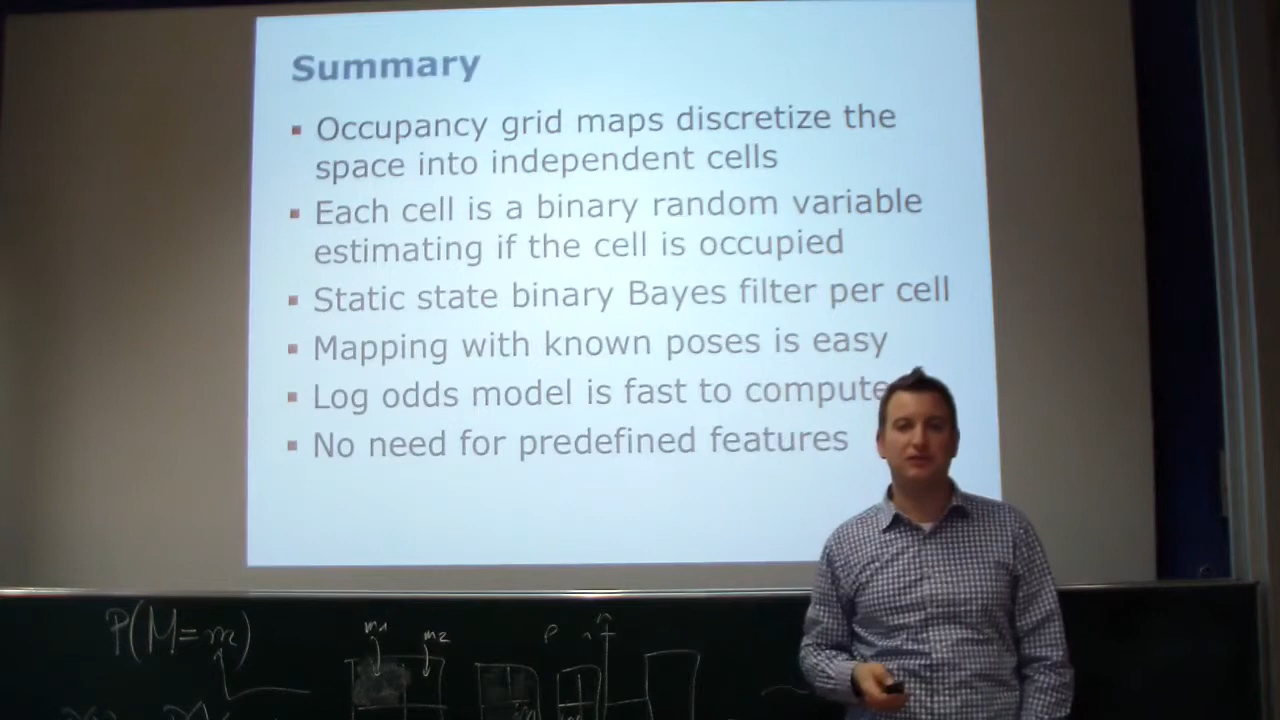 Summary
Occupancy grid maps discretize the
space into independent cells
Each cell is a binary random variable
estimating if the cell is occupied
Static state binary Bayes filter per cell
Mapping with known poses is easy
Log odds model is fast to compute
No need for predefined features
P(M=m)
m1 m2